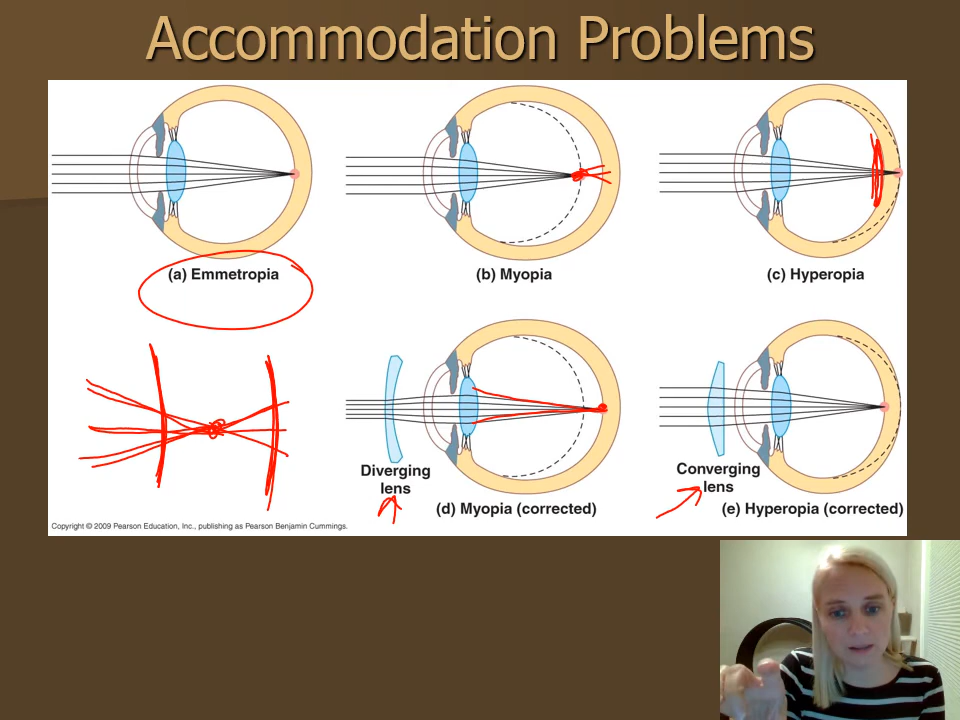 Accommodation Problems
(a) Emmetropia
(b) Myopia
(c) Hyperopia
Diverging
lens
(d) Myopia (corrected)
Converging
lens
(e) Hyperopia (corrected)
Copyright © 2009 Pearson Education, Inc., publishing as Pearson Benjamin Cummings.